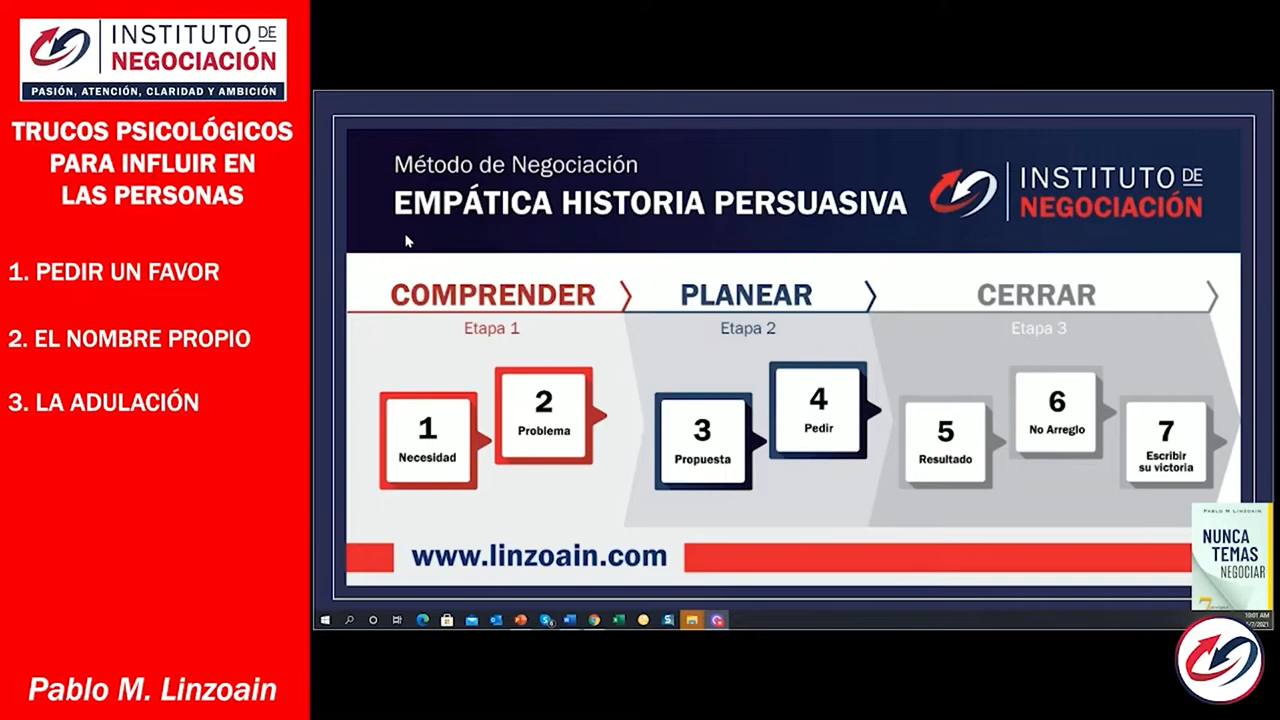 INSTITUTO DE
NEGOCIACIÓN
PASIÓN, ATENCIÓN, CLARIDAD Y AMBICIÓN
TRUCOS PSICOLÓGICOS
PARA INFLUIR EN
LAS PERSONAS
1. PEDIR UN FAVOR
2. EL NOMBRE PROPIO
3. LA ADULACIÓN
Pablo M. Linzoain
Método de Negociación
EMPÁTICA HISTORIA PERSUASIVA
INSTITUTO DE
NEGOCIACIÓN
COMPRENDER
Etapa 1
PLANEAR
Etapa 2
CERRAR
Etapa 3
1
Necesidad
2
Problema
3
Propuesta
4
Pedir
5
Resultado
6
No Arreglo
7
Escribir
su victoria
www.linzoain.com
PABLO M LINZOAIN
NUNCA
TEMAS
NEGOCIAR
10:01 AM